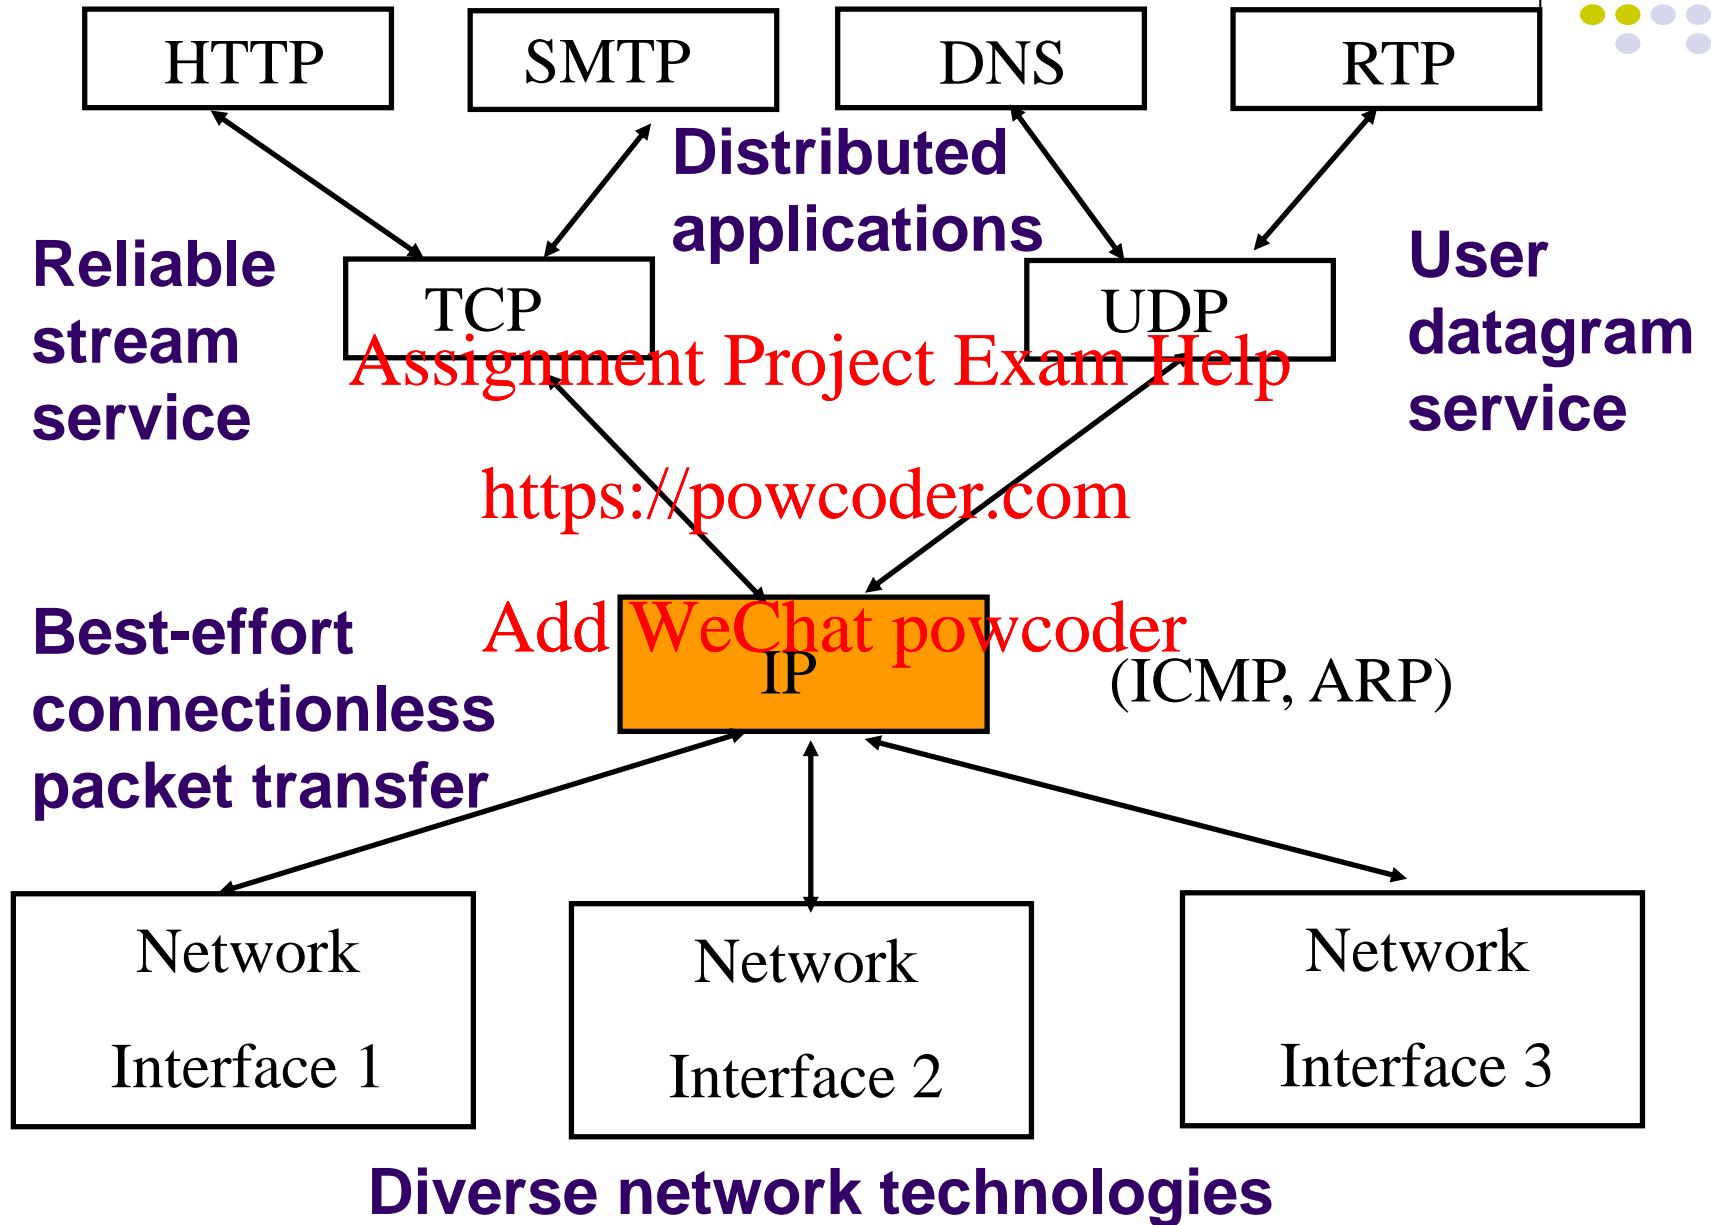 HTTP
SMTP
DNS
RTP
Distributed
applications
Reliable
stream
service
TCP
UDP
User
datagram
service
Assignment Project Exam Help
https://powcoder.com
Add WeChat powcoder
Best-effort
connectionless
packet transfer
IP
(ICMP, ARP)
Network
Interface 1
Network
Interface 2
Network
Interface 3
Diverse network technologies